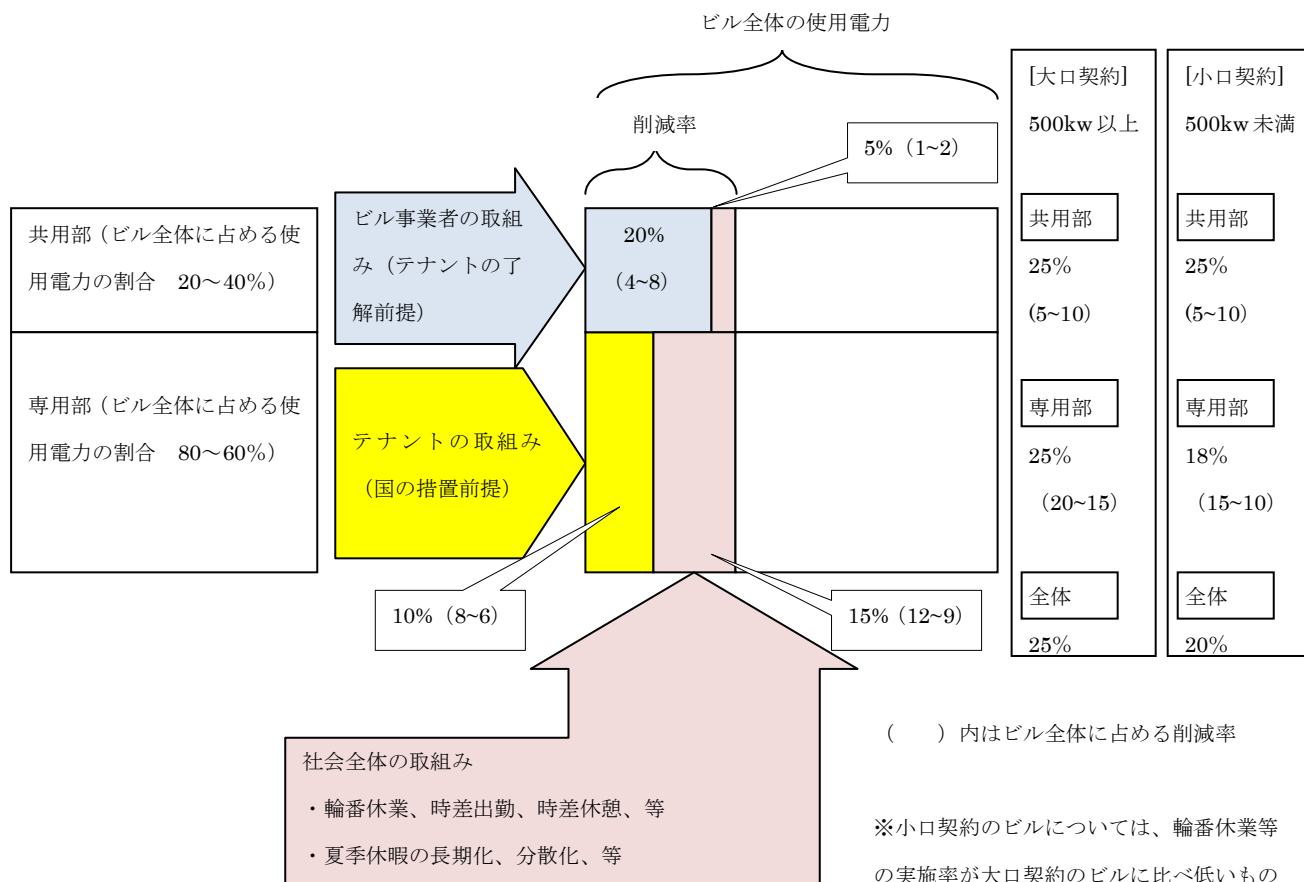 ビル全体の使用電力
削減率
5%（1~2）
共用部（ビル全体に占める使
用電力の割合　20～40%）
ビル事業者の取組
み（テナントの了
解前提）
20%
（4~8）
専用部（ビル全体に占める使
用電力の割合　80～60%）
テナントの取組み
（国の措置前提）
10%（8~6）
15%（12~9）
[大口契約]
500kw 以上
共用部
25%
(5~10)
専用部
25%
（20~15）
全体
25%
[小口契約]
500kw 未満
共用部
25%
(5~10)
専用部
18%
（15~10）
全体
20%
社会全体の取組み
・輪番休業、時差出勤、時差休憩、等
・夏季休暇の長期化、分散化、等
（　　）内はビル全体に占める削減率
※小口契約のビルについては、輪番休業等
の実施率が大口契約のビルに比べ低いもの